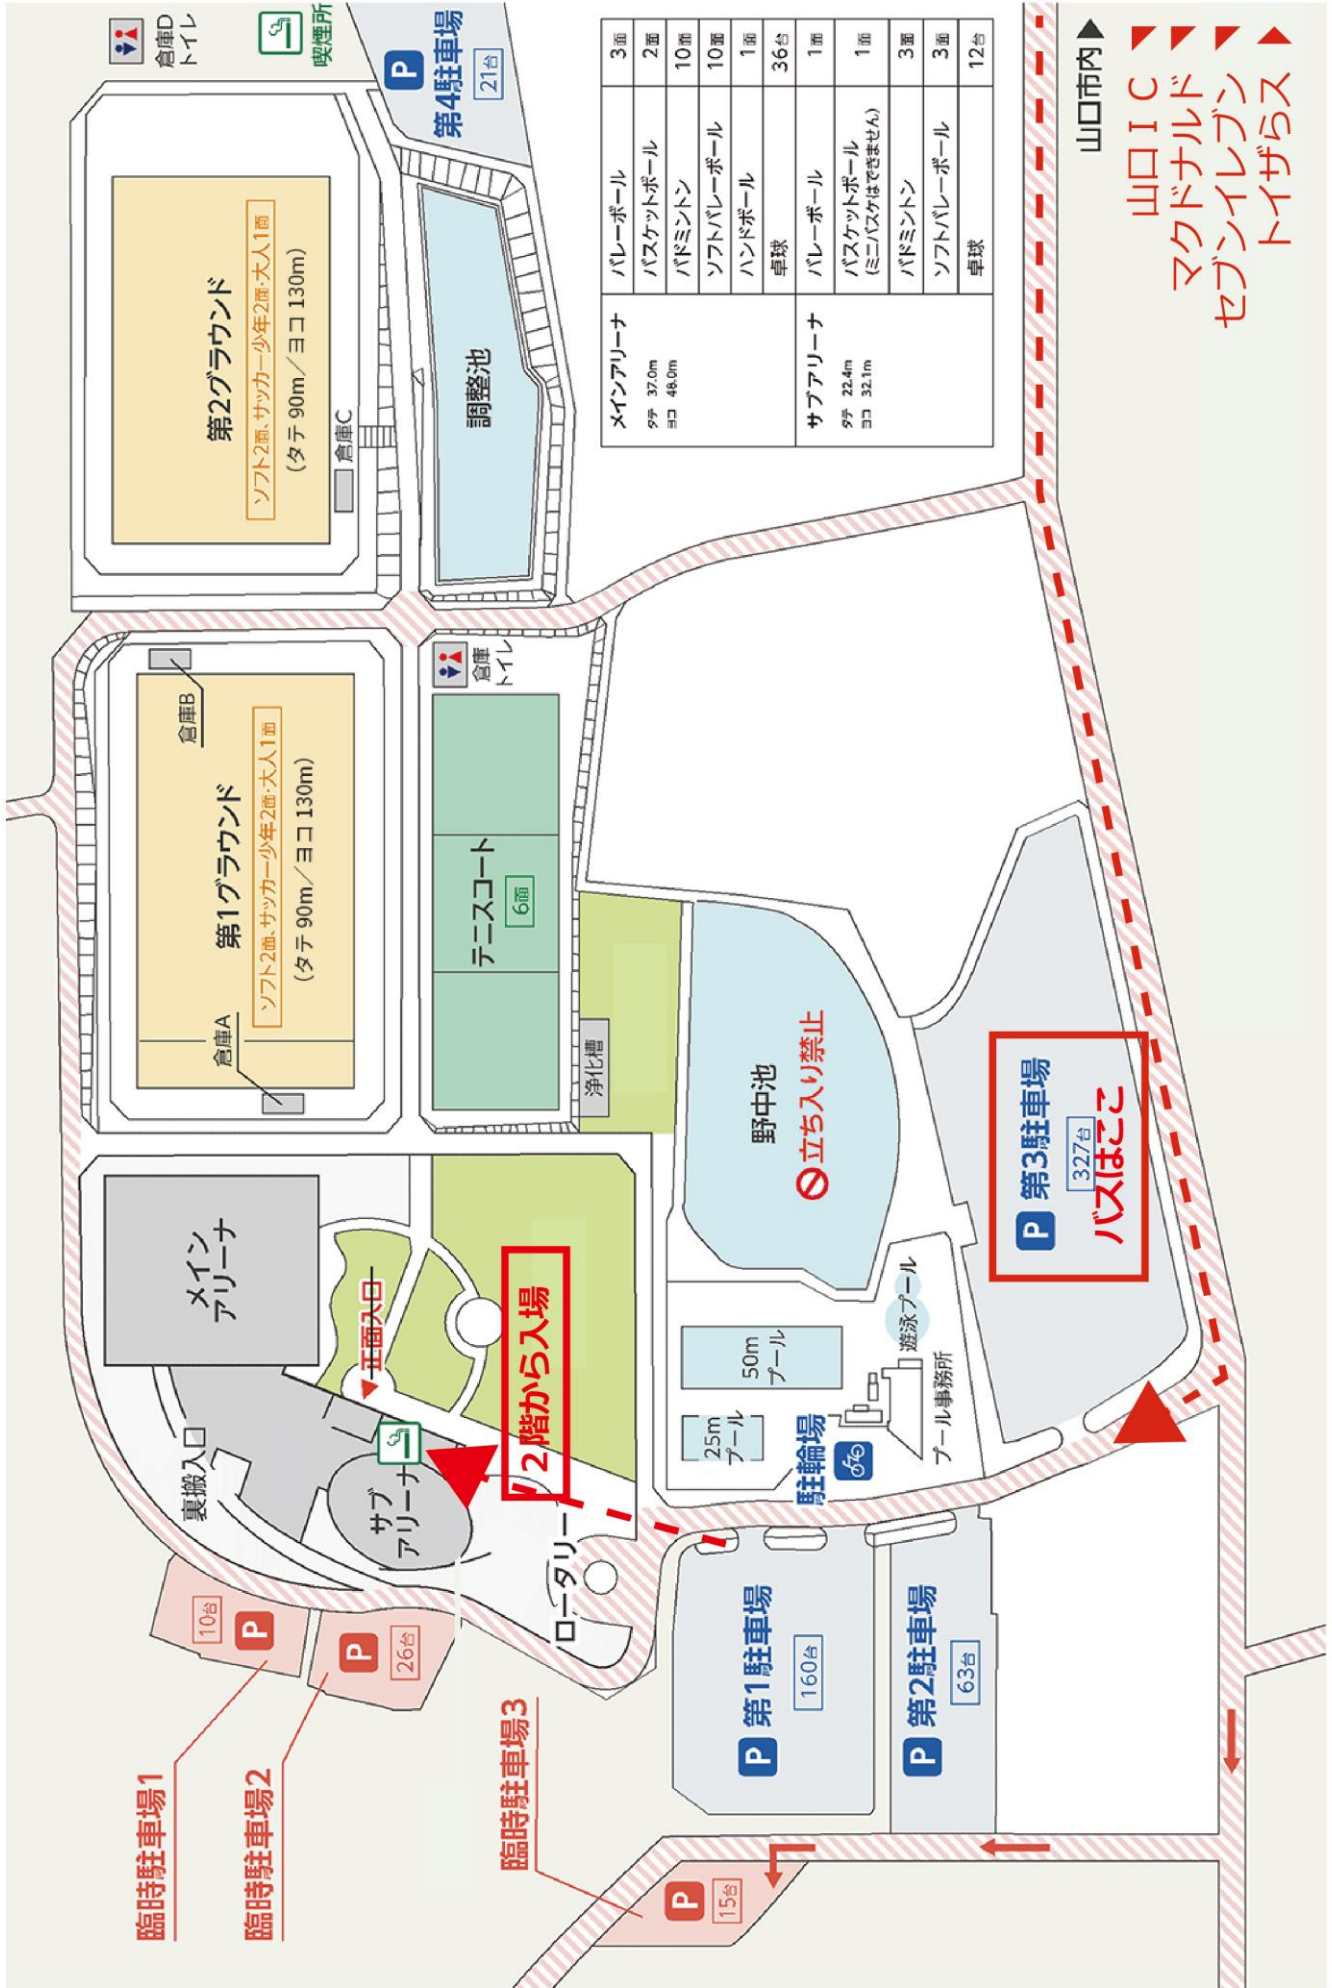 臨時駐車場1
10台
P
臨時駐車場2
P
26台
臨時駐車場3
P
15台
裏搬入口
メイン
アリーナ
サブ
アリーナ
正面入口
2階から入場
ロータリー
P 第1駐車場
160台
P 第2駐車場
63台
駐輪場
25m
プール
50m
プール
遊泳プール
プール事務所
野中池
立ち入り禁止
P 第3駐車場
327台
バスはここ
倉庫A
倉庫B
第1グラウンド
ソフト2面、サッカー少年2面・大人1面
(タテ 90m/ヨコ 130m)
テニスコート
6面
浄化槽
倉庫
トイレ
第2グラウンド
ソフト2面、サッカー少年2面・大人1面
(タテ 90m/ヨコ 130m)
倉庫C
調整池
倉庫D
トイレ
喫煙所
P
第4駐車場
21台
メインアリーナ
タテ 37.0m
ヨコ 48.0m
バレーボール 3面
バスケットボール 2面
バドミントン 10面
ソフトバレーボール 10面
ハンドボール 1面
卓球 36台
サブアリーナ
タテ 22.4m
ヨコ 32.1m
バレーボール 1面
バスケットボール 1面
(ミニバスケはできません)
バドミントン 3面
ソフトバレーボール 3面
卓球 12台
山口市内
山口IC
マクドナルド
セブンイレブン
トイザらス